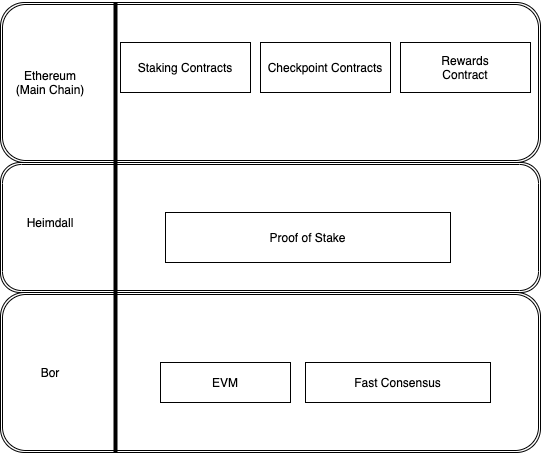 Ethereum
(Main Chain)
Staking Contracts
Checkpoint Contracts
Rewards
Contract
Heimdall
Proof of Stake
Bor
EVM
Fast Consensus